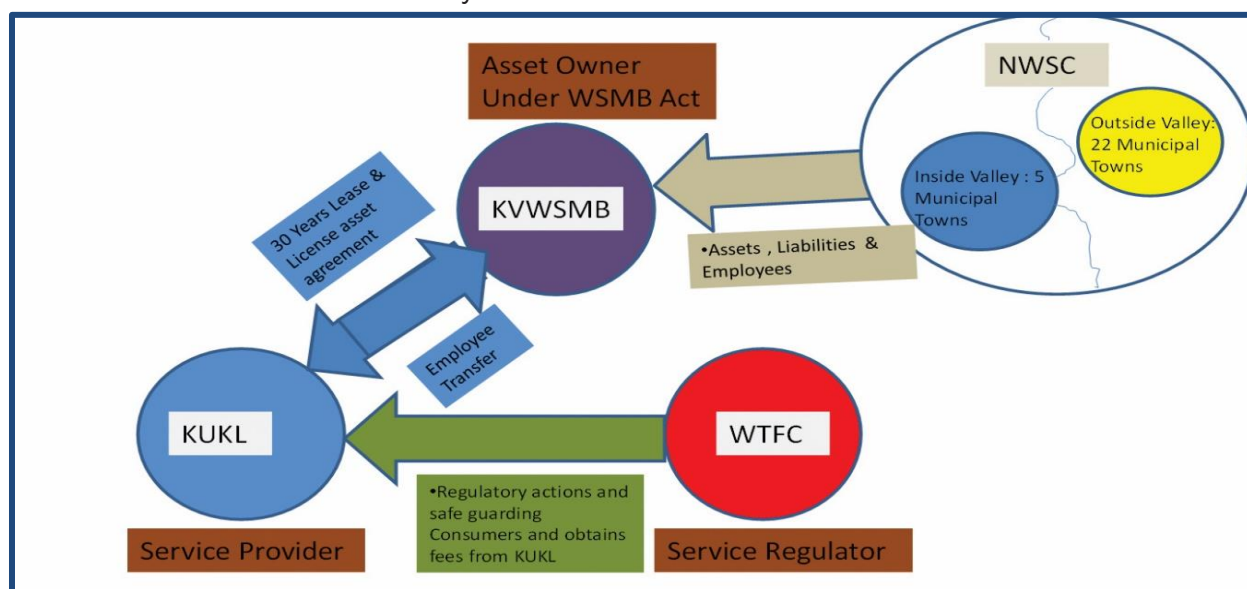 y
Asset Owner
Under WSMB Act
NWSC
Outside Valley:
22 Municipal
Towns
Inside Valley : 5
Municipal
Towns
KVWSMB
30 Years Lease &
License asset
agreement
•Assets , Liabilities &
Employees
Employee
Transfer
KUKL
WTFC
•Regulatory actions and
safe guarding
Consumers and obtains
fees from KUKL
Service Provider
Service Regulator